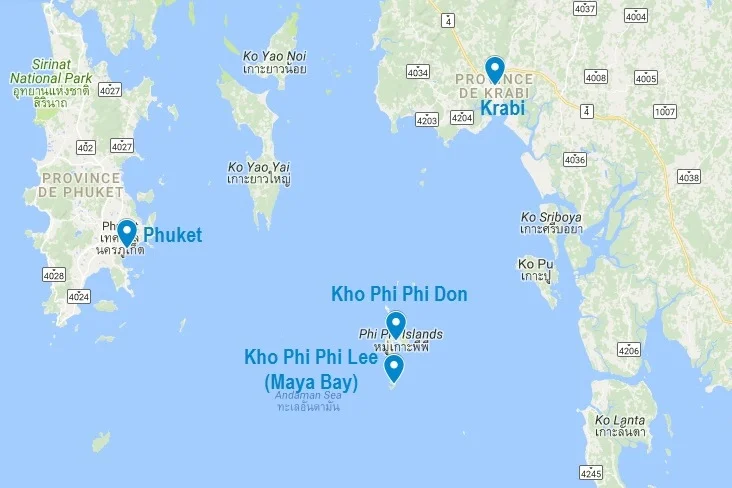 4037
4004
4
Ko Yao Noi
เกาะยาวน้อย
Sirinat
National Park
อุทยานแห่งชาติ
สิรินาถ
4027
4034
PROVINCE
DE KRABI
กระบี่
Krabi
4008
4005
4203
4204
4
1007
402
4027
Ko Yao Yai
เกาะยาวใหญ่
4036
4038
PROVINCE
DE PHUKET
Phuket
เทศบาล
นครภูเก็ต
Ko Sriboya
เกาะศรีบอยา
Ko Pu
เกาะปู
4028
4024
Kho Phi Phi Don
Phi Phi Islands
หมู่เกาะพีพี
Kho Phi Phi Lee
(Maya Bay)
Andaman Sea
ทะเลอันดามัน
4206
Ko Lanta
เกาะลันตา
4245